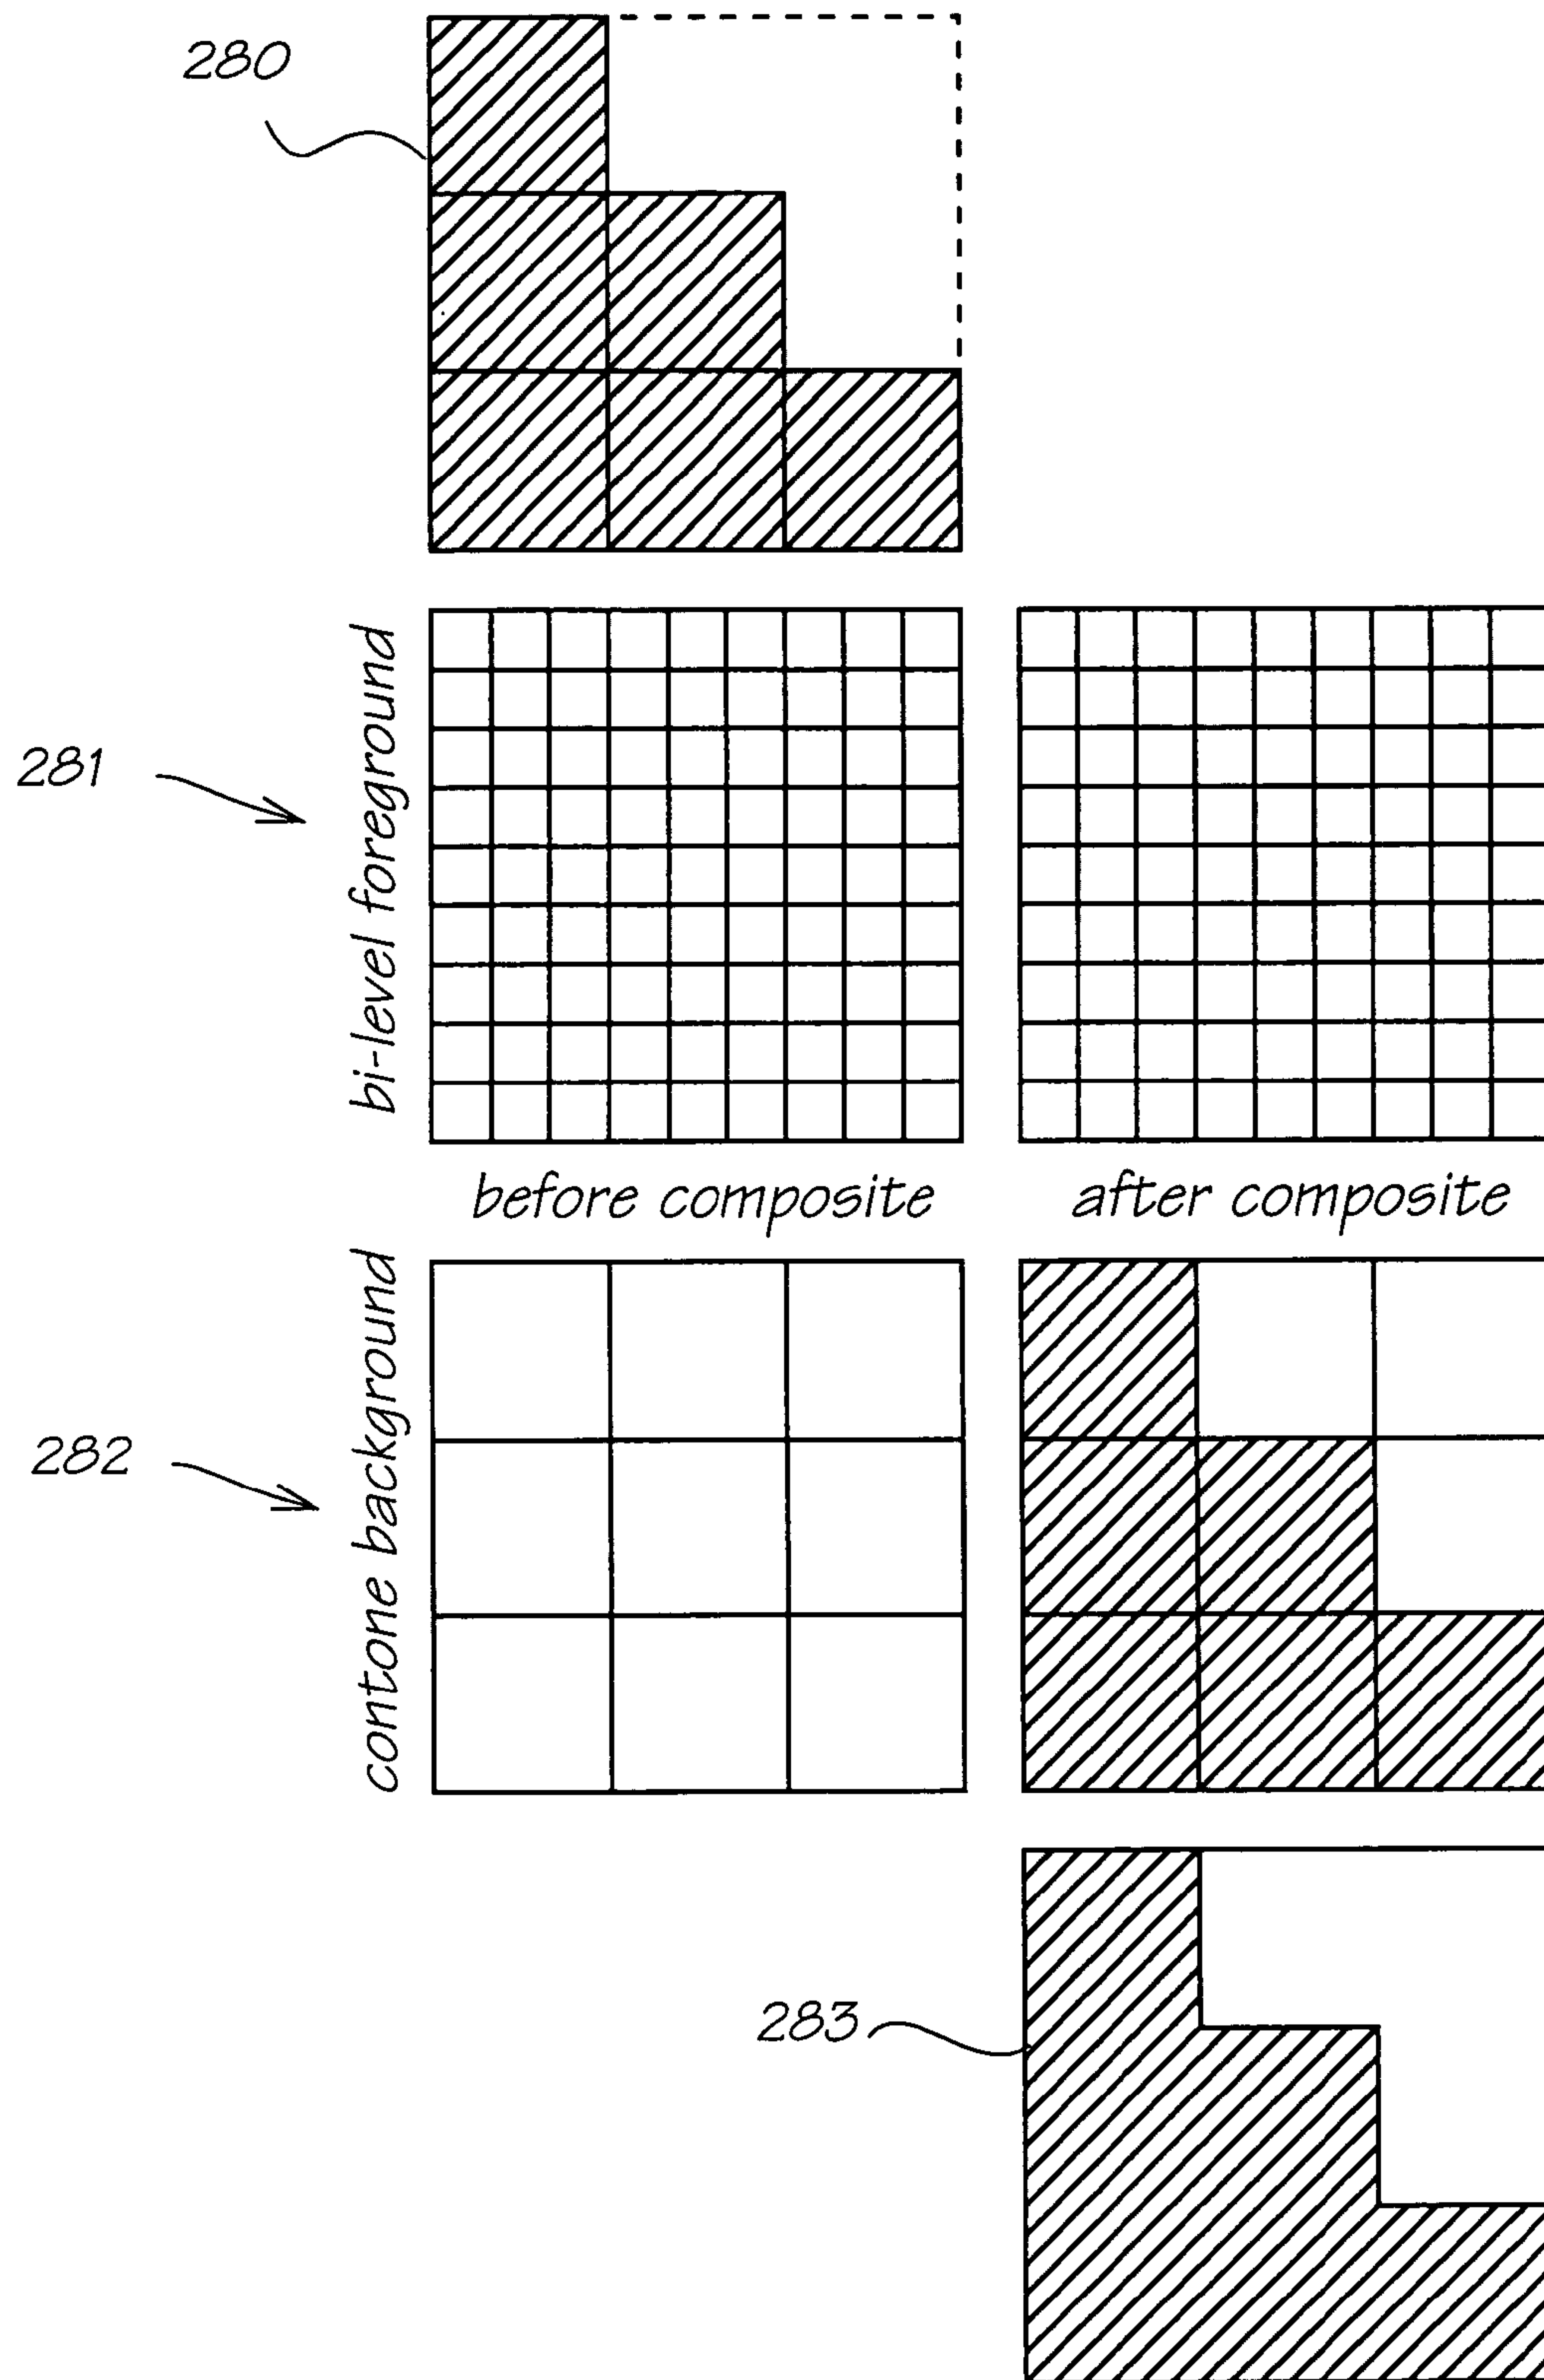 280
281
bi-level foreground
before composite
after composite
282
contone background
283